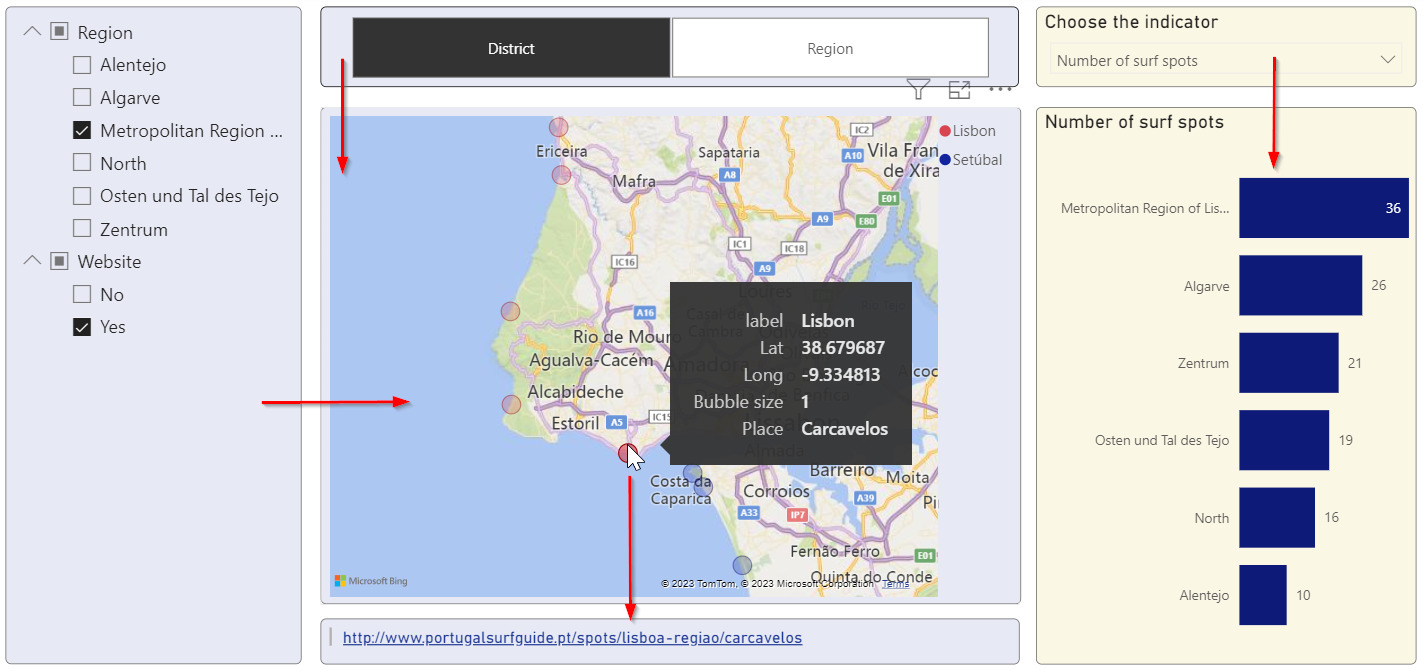 Region
Alentejo
Algarve
Metropolitan Region ...
North
Osten und Tal des Tejo
Zentrum
Website
No
Yes
District
Region
Lisbon
Setúbal
Ericeira
Mafra
Sapataria
IC2
A10
Vila Fran
de Xira
A8
E01
A9
E80
IC1
IC18
IC16
A9
A16
Rio de Mouro
Agualva-Cacém
Alcabideche
Estoril
A5
IC15
label Lisbon
Lat 38.679687
Long -9.334813
Bubble size 1
Place Carcavelos
Loures
Amadora
Almada
Alcoc
Costa da
Caparica
Barreiro
Moita
Corroios
A39
A33
IP7
Pi
Fernão Ferro
E01
Quinta do Conde
Microsoft Bing
© 2023 TomTom, © 2023 Microsoft Corporation Terms
http://www.portugalsurfguide.pt/spots/lisboa-regiao/carcavelos
Choose the indicator
Number of surf spots
Number of surf spots
Metropolitan Region of Lis... 36
Algarve 26
Zentrum 21
Osten und Tal des Tejo 19
North 16
Alentejo 10